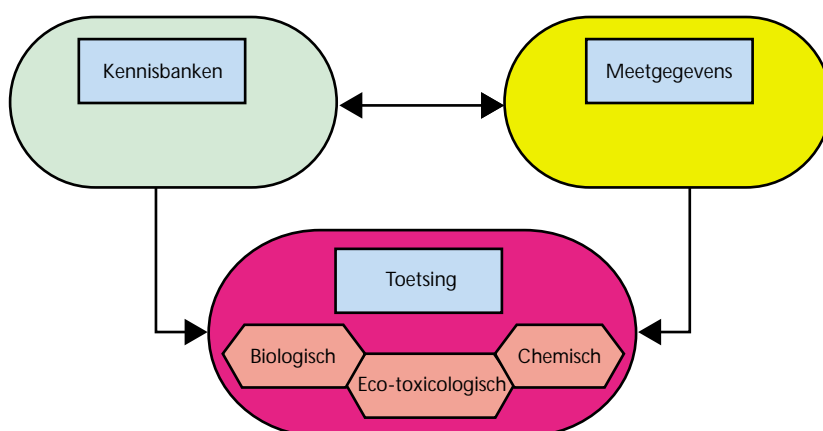 Kennisbanken
Meetgegevens
Toetsing
Biologisch
Chemisch
Eco-toxicologisch